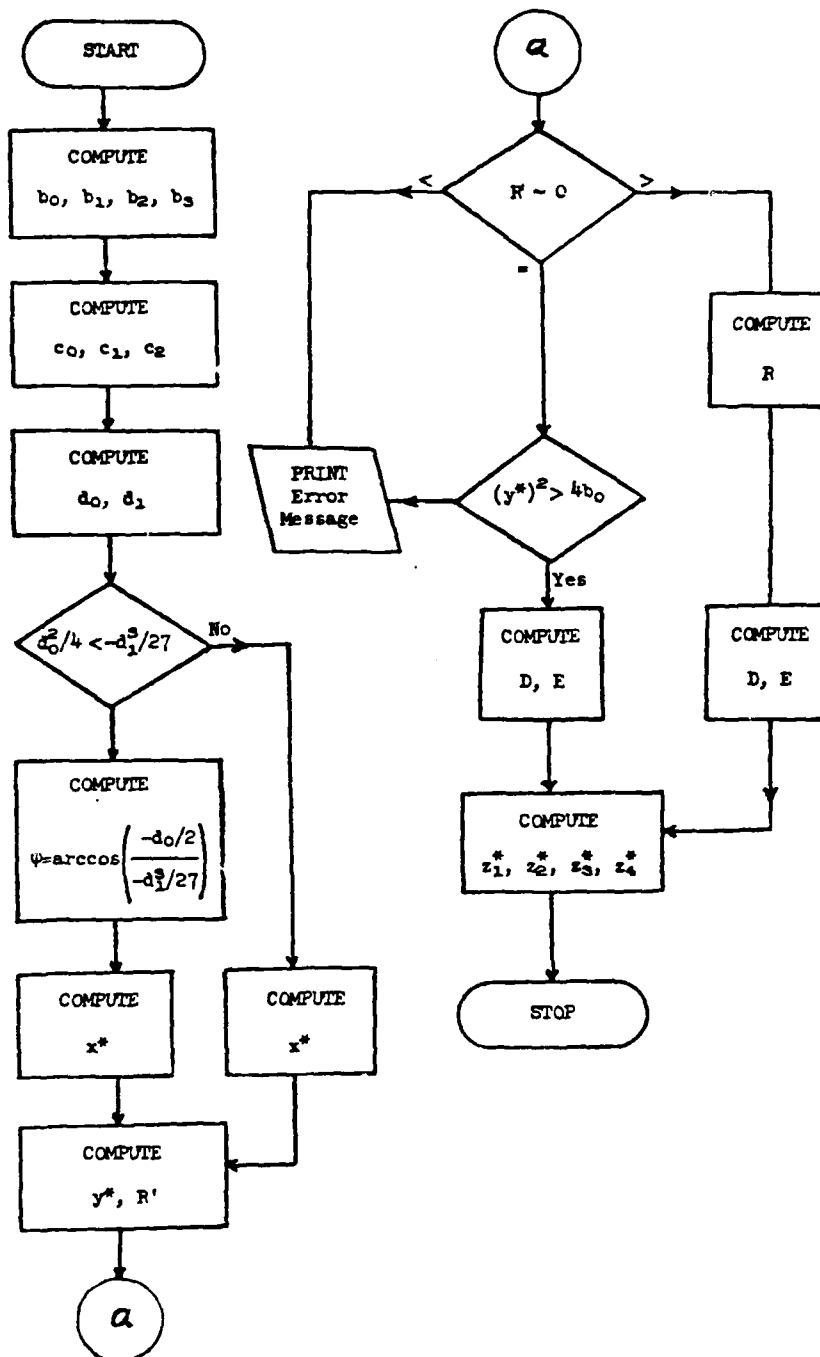 START
COMPUTE
b₀, b₁, b₂, b₃
COMPUTE
c₀, c₁, c₂
COMPUTE
d₀, d₁
d₀²/4 < -d₁³/27
No
COMPUTE
ψ=arccos( -d₀/2 / -d₁³/27 )
COMPUTE
x*
COMPUTE
x*
COMPUTE
y*, R'
a
a
R' ~ 0
<
>
=
COMPUTE
R
PRINT
Error
Message
(y*)² > 4b₀
Yes
COMPUTE
D, E
COMPUTE
D, E
COMPUTE
z₁*, z₂*, z₃*, z₄*
STOP